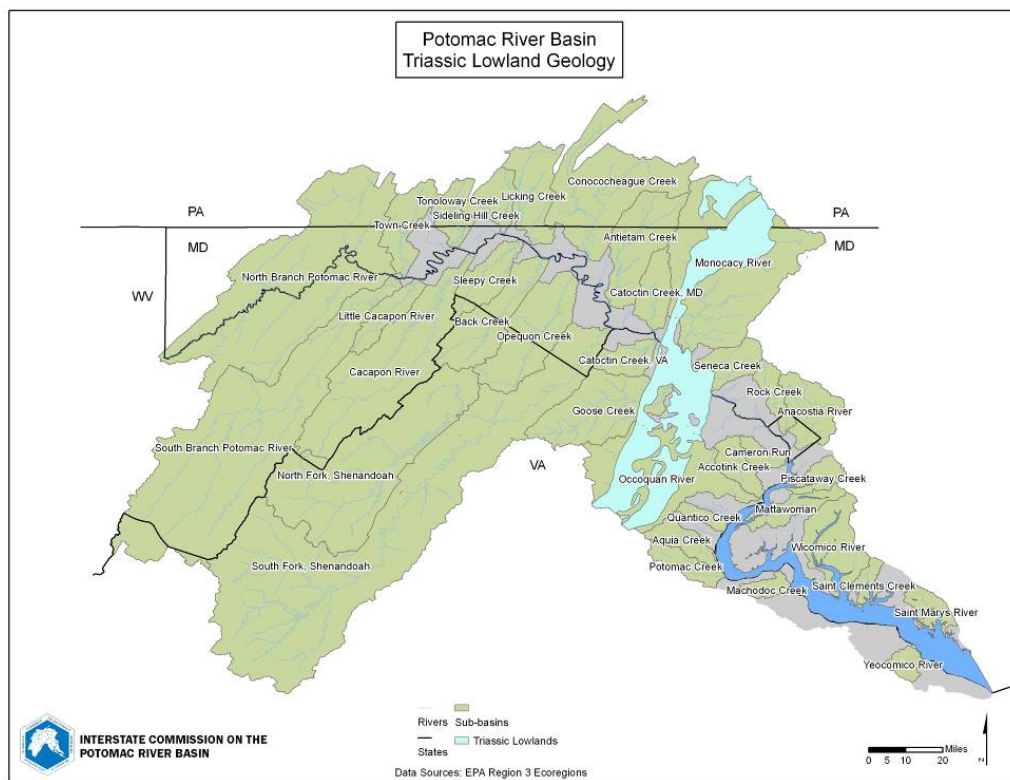 Potomac River Basin
Triassic Lowland Geology
Conococheague Creek
Licking Creek
Tonoloway Creek
Sideling Hill Creek
PA
PA
Town Creek
MD
Antietam Creek
MD
Monocacy River
North Branch Potomac River
Sleepy Creek
WV
Catoctin Creek, MD
Little Cacapon River
Back Creek
Opequon Creek
Catoctin Creek, VA
Seneca Creek
Cacapon River
Rock Creek
Goose Creek
Anacostia River
South Branch Potomac River
Cameron Run
VA
Accotink Creek
North Fork, Shenandoah
Occoquan River
Piscataway Creek
Mattawoman
Quantico Creek
Aquia Creek
Wicomico River
South Fork, Shenandoah
Potomac Creek
Saint Clements Creek
Machodoc Creek
Saint Marys River
Yeocomico River
Rivers
Sub-basins
States
Triassic Lowlands
INTERSTATE COMMISSION ON THE
POTOMAC RIVER BASIN
Miles
0 5 10 20
N
Data Sources: EPA Region 3 Ecoregions